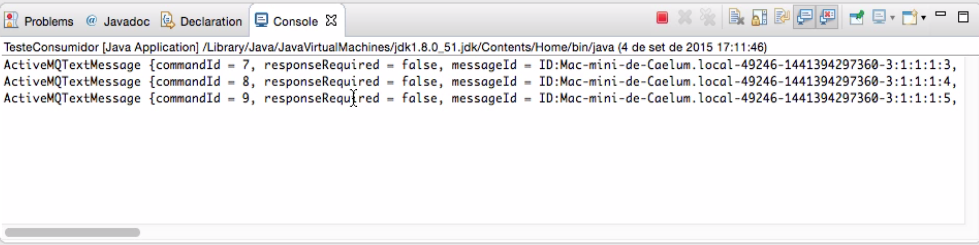 Problems @ Javadoc Declaration Console
TesteConsumidor [Java Application] /Library/Java/JavaVirtualMachines/jdk1.8.0_51.jdk/Contents/Home/bin/java (4 de set de 2015 17:11:46)
ActiveMQTextMessage {commandId = 7, responseRequired = false, messageId = ID:Mac-mini-de-Caelum.local-49246-1441394297360-3:1:1:1:3,
ActiveMQTextMessage {commandId = 8, responseRequired = false, messageId = ID:Mac-mini-de-Caelum.local-49246-1441394297360-3:1:1:1:4,
ActiveMQTextMessage {commandId = 9, responseRequired = false, messageId = ID:Mac-mini-de-Caelum.local-49246-1441394297360-3:1:1:1:5,